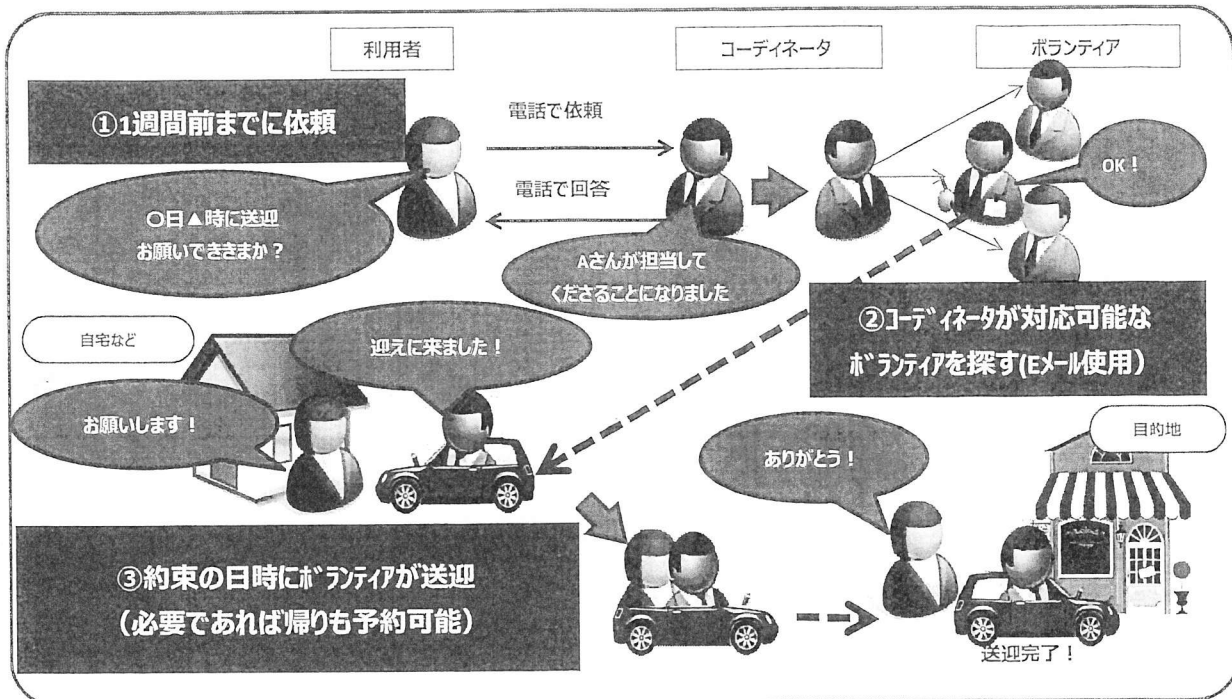 利用者
コーディネータ
ボランティア
①1週間前までに依頼
電話で依頼
電話で回答
OK！
〇日▲時に送迎
お願いでききまか？
Aさんが担当して
くださることになりました
②ｺｰﾃﾞｨﾈｰﾀが対応可能な
ﾎﾞﾗﾝﾃｨｱを探す(Eﾒｰﾙ使用）
自宅など
迎えに来ました！
お願いします！
目的地
ありがとう！
③約束の日時にﾎﾞﾗﾝﾃｨｱが送迎
（必要であれば帰りも予約可能）
送迎完了！